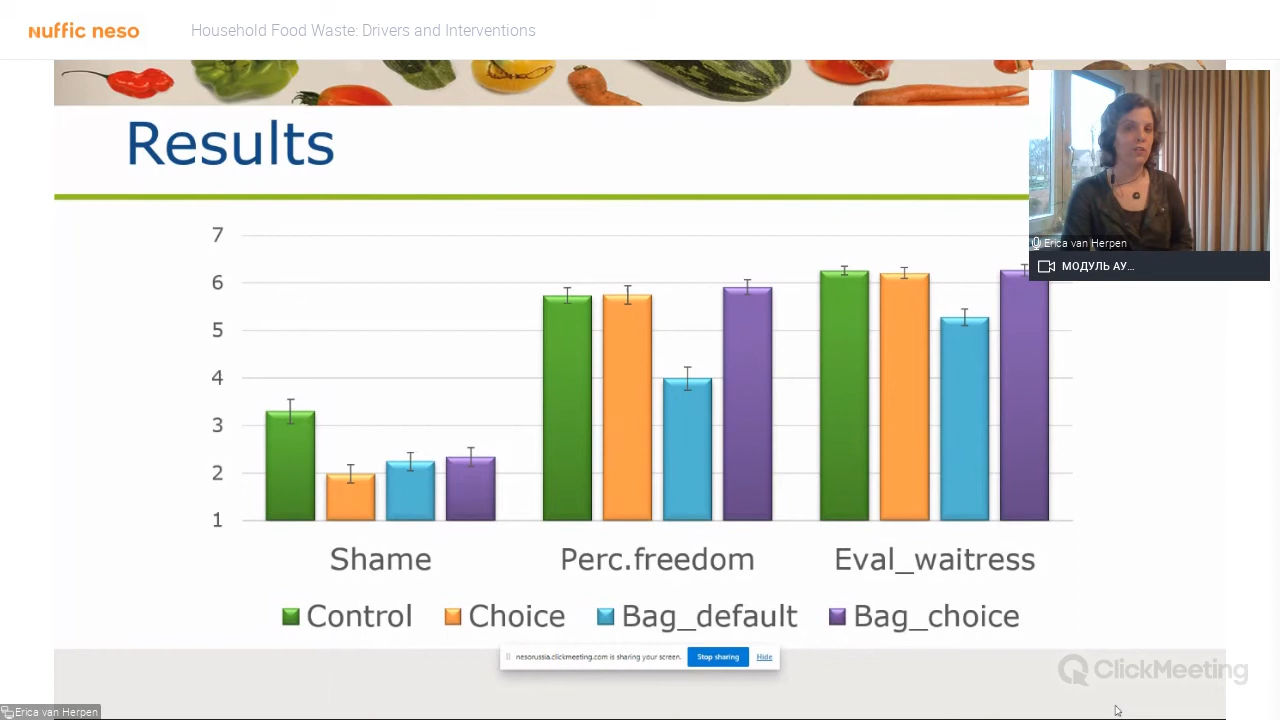 nuffic neso
Household Food Waste: Drivers and Interventions
Results
Erica van Herpen
МОДУЛЬ АУ...
7
6
5
4
3
2
1
Shame Perc.freedom Eval_waitress
Control Choice Bag_default Bag_choice
nesorussia.clickmeeting.com is sharing your screen. Stop sharing Hide
ClickMeeting
Erica van Herpen